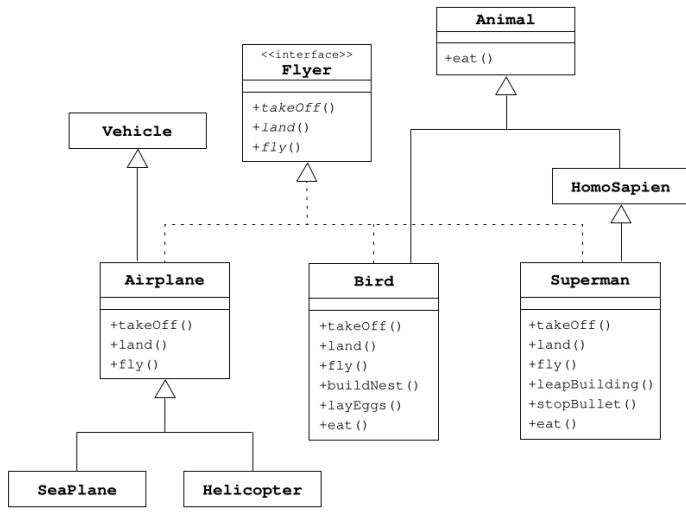 Animal
+eat()
<<interface>>
Flyer
+takeOff()
+land()
+fly()
Vehicle
HomoSapien
Airplane
+takeOff()
+land()
+fly()
Bird
+takeOff()
+land()
+fly()
+buildNest()
+layEggs()
+eat()
Superman
+takeOff()
+land()
+fly()
+leapBuilding()
+stopBullet()
+eat()
SeaPlane
Helicopter